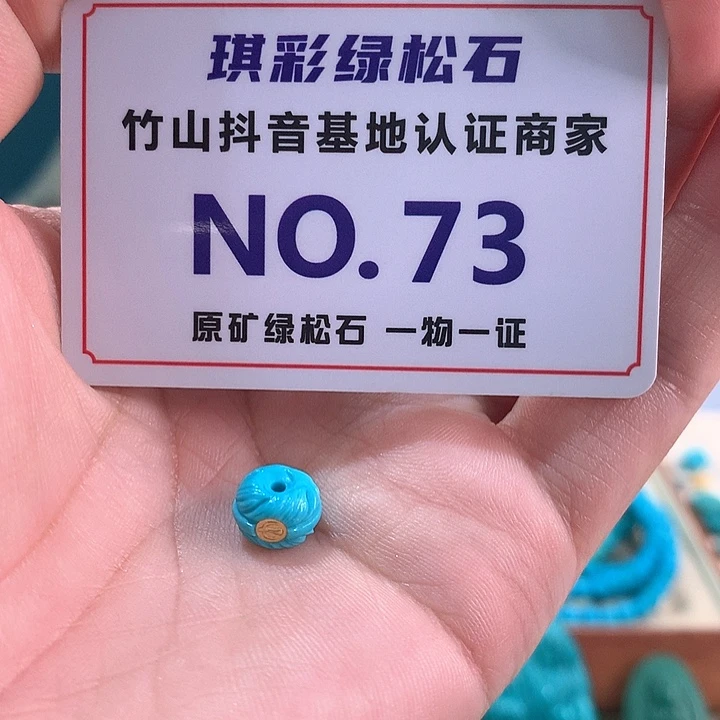 琪彩绿松石
竹山抖音基地认证商家
NO.73
原矿绿松石 一物一证